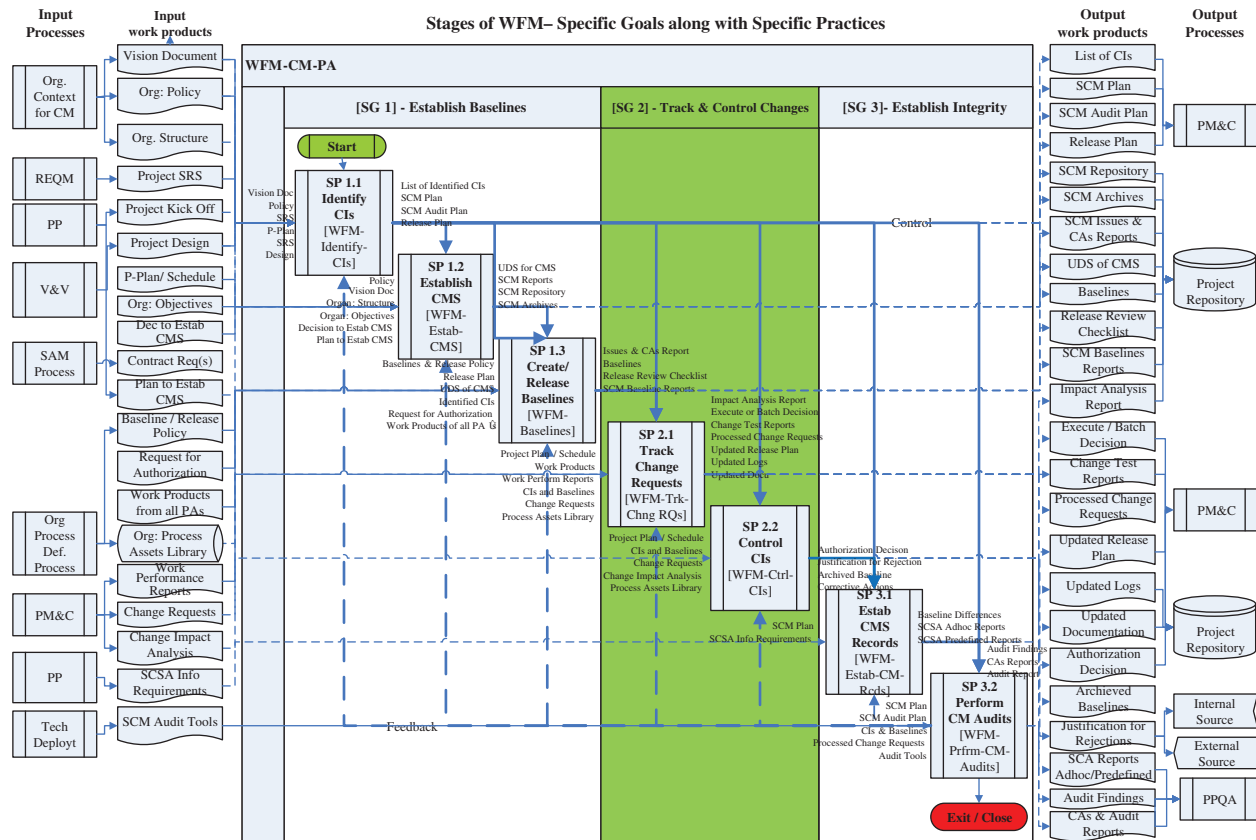 Stages of WFM– Specific Goals along with Specific Practices
Input
Processes
Input
work products
Output
work products
Output
Processes
Org.
Context
for CM
REQM
PP
V&V
SAM
Process
Org
Process
Def.
Process
PM&C
PP
Tech
Deployt
Vision Document
Org: Policy
Org. Structure
Project SRS
Project Kick Off
Project Design
P-Plan/ Schedule
Org: Objectives
Dec to Estab
CMS
Contract Req(s)
Plan to Estab
CMS
Baseline / Release
Policy
Request for
Authorization
Work Products
from all PAs
Org: Process
Assets Library
Work
Performance
Reports
Change Requests
Change Impact
Analysis
SCSA Info
Requirements
SCM Audit Tools
WFM-CM-PA
[SG 1] - Establish Baselines
[SG 2] - Track & Control Changes
[SG 3]- Establish Integrity
Start
Vision Doc
Policy
SRS
P-Plan
SRS
Design
SP 1.1
Identify
CIs
[WFM-
Identify-
CIs]
List of Identified CIs
SCM Plan
SCM Audit Plan
Release Plan
Control
Policy
Vision Doc
Organ: Structure
Organ: Objectives
Decision to Estab CMS
Plan to Estab CMS
SP 1.2
Establish
CMS
[WFM-
Estab-
CMS]
UDS for CMS
SCM Reports
SCM Repository
SCM Archives
Baselines & Release Policy
Release Plan
UDS of CMS
Identified CIs
Request for Authorization
Work Products of all PA
SP 1.3
Create/
Release
Baselines
[WFM-
Baselines]
Issues & CAs Report
Baselines
Release Review Checklist
SCM Baseline Reports
Project Plan / Schedule
Work Products
Work Perform Reports
CIs and Baselines
Change Requests
Process Assets Library
SP 2.1
Track
Change
Requests
[WFM-Trk-
Chng RQs]
Impact Analysis Report
Execute or Batch Decision
Change Test Reports
Processed Change Requests
Updated Release Plan
Updated Logs
Updated Docu
Project Plan / Schedule
CIs and Baselines
Change Requests
Change Impact Analysis
Process Assets Library
SP 2.2
Control
CIs
[WFM-Ctrl-
CIs]
Authorization Decison
Justification for Rejection
Archived Baseline
Corrective Actions
SCM Plan
SCSA Info Requirements
SP 3.1
Estab
CMS
Records
[WFM-
Estab-CM-
Rcds]
Baseline Differences
SCSA Adhoc Reports
SCSA Predefined Reports
SCM Plan
SCM Audit Plan
CIs & Baselines
Processed Change Requests
Audit Tools
SP 3.2
Perform
CM Audits
[WFM-
Prfrm-CM-
Audits]
Audit Findings
CAs Reports
Audit Report
Feedback
Exit / Close
List of CIs
SCM Plan
SCM Audit Plan
Release Plan
SCM Repository
SCM Archives
SCM Issues &
CAs Reports
UDS of CMS
Baselines
Release Review
Checklist
SCM Baselines
Reports
Impact Analysis
Report
Execute / Batch
Decision
Change Test
Reports
Processed Change
Requests
Updated Release
Plan
Updated Logs
Updated
Documentation
Authorization
Decision
Archieved
Baselines
Justification for
Rejections
SCA Reports
Adhoc/Predefined
Audit Findings
CAs & Audit
Reports
PM&C
Project
Repository
PM&C
Project
Repository
Internal
Source
External
Source
PPQA